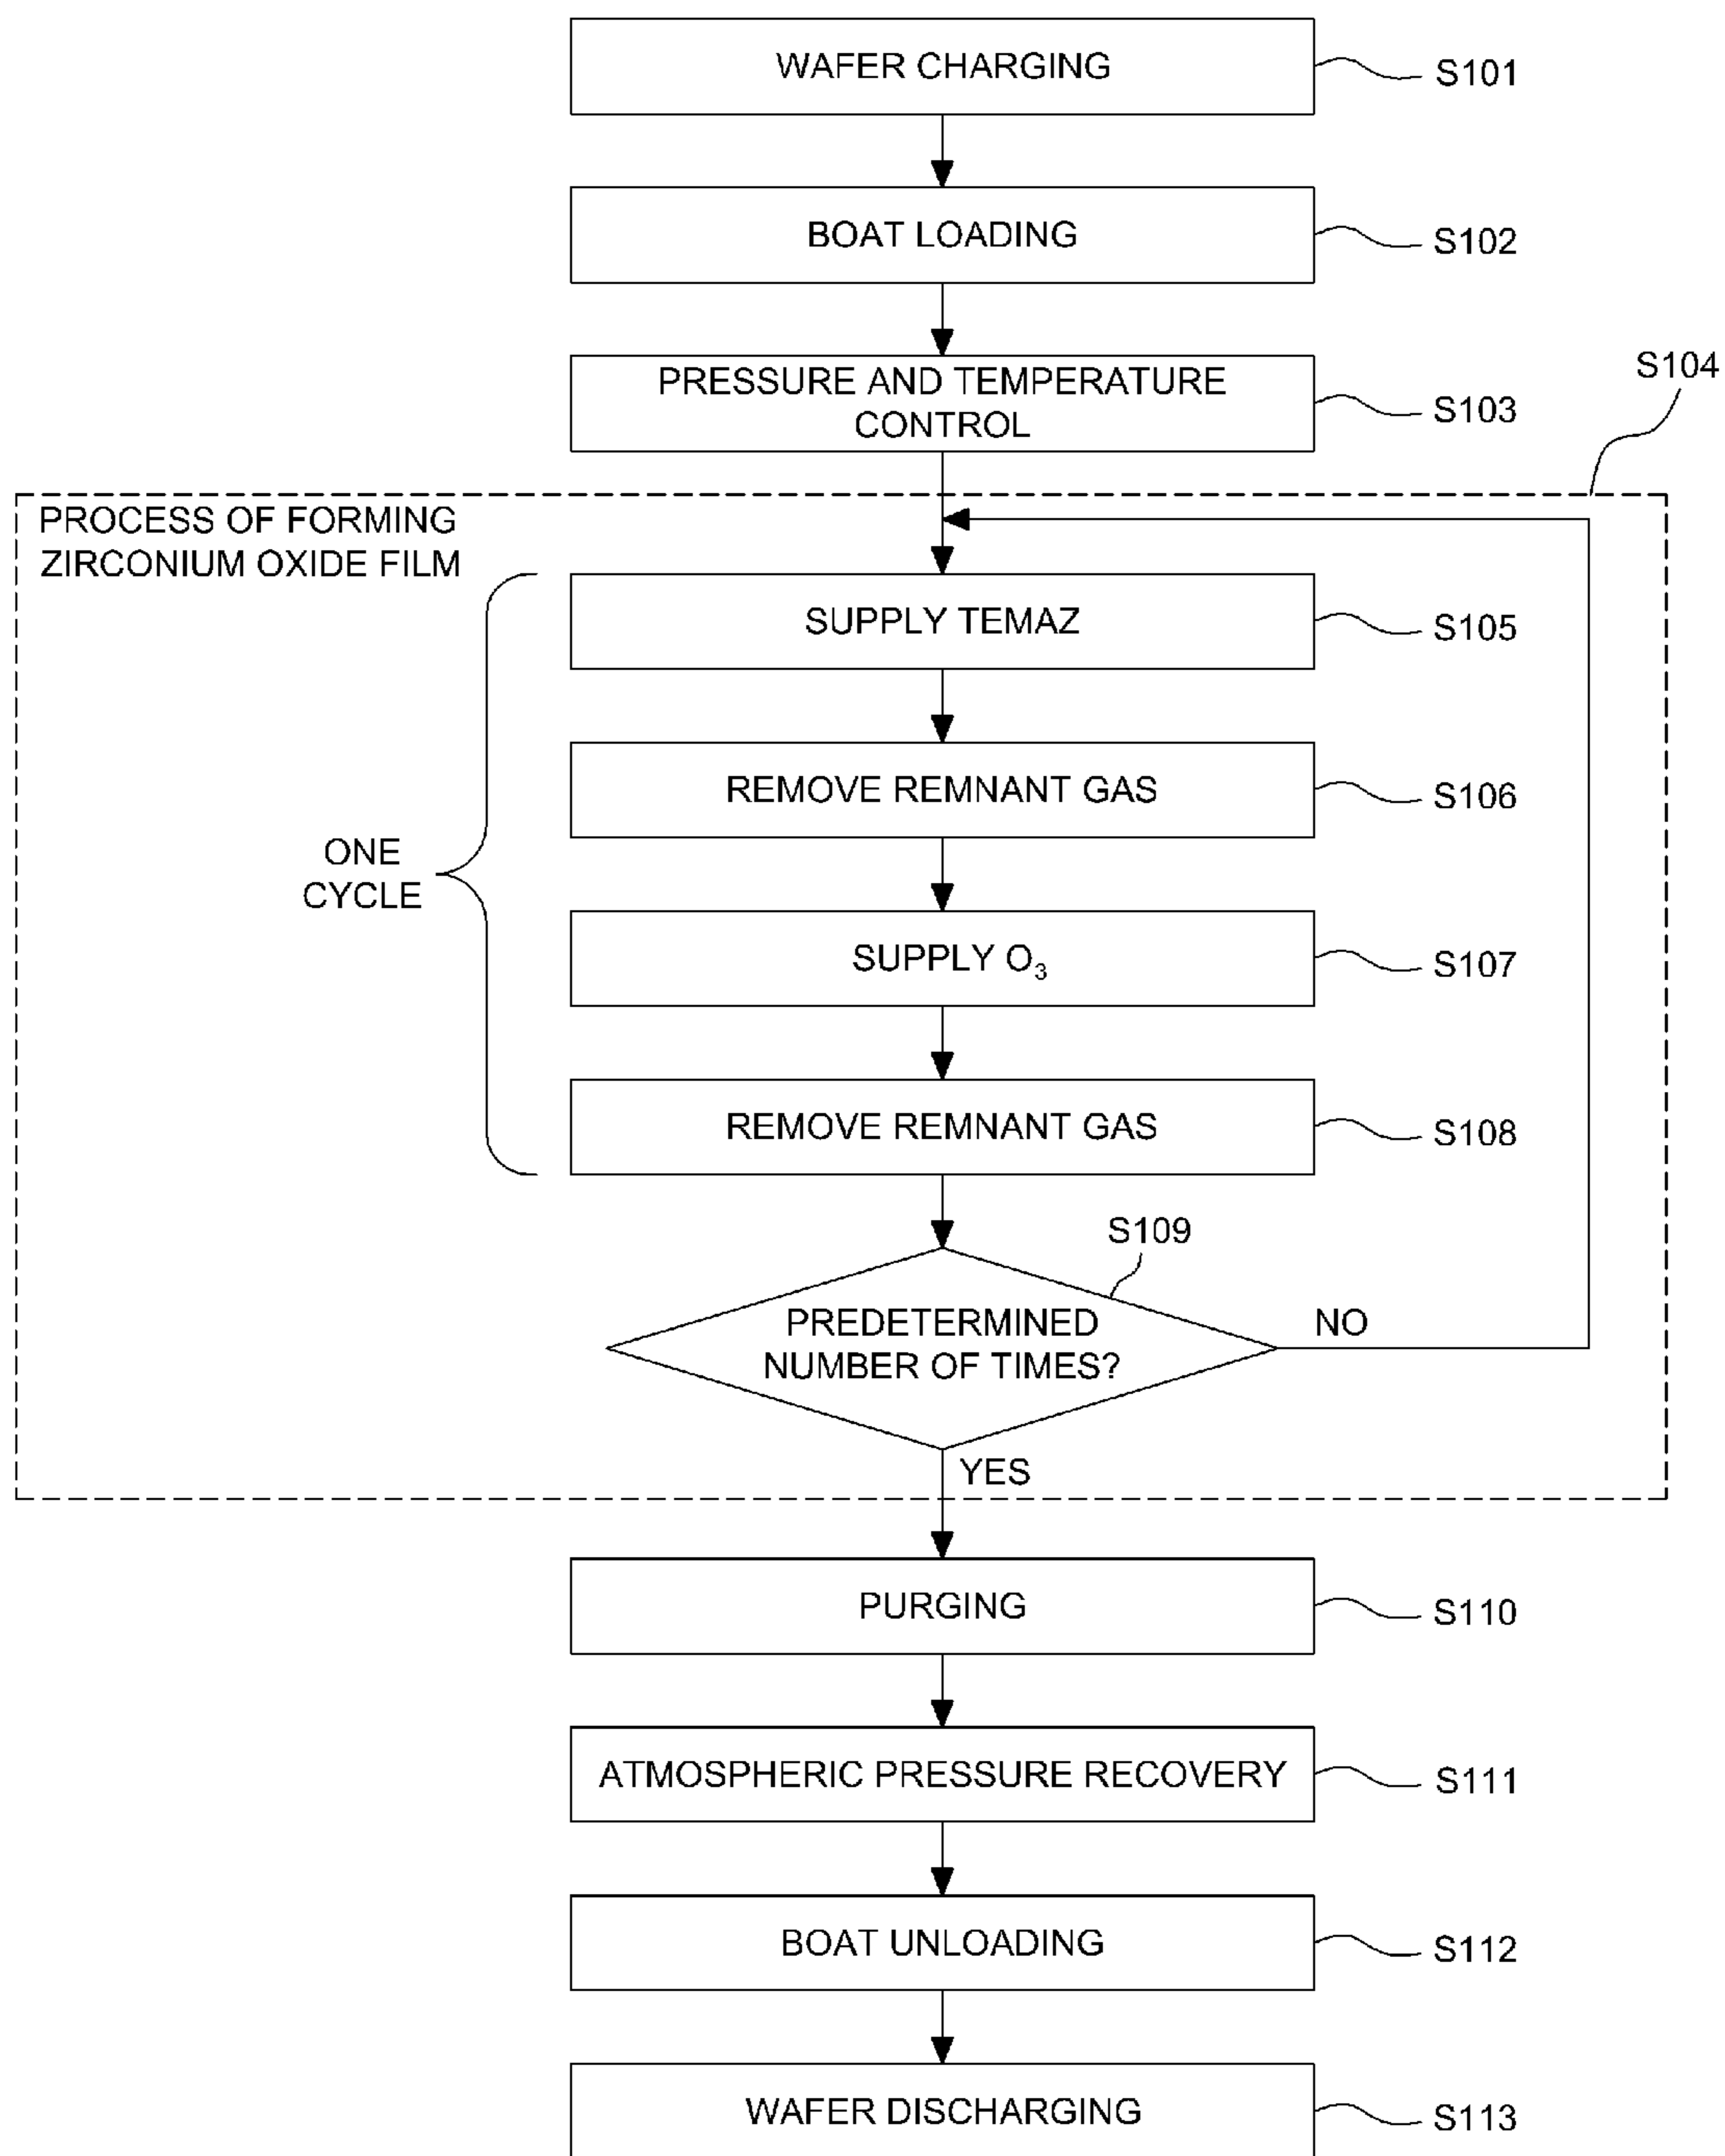 WAFER CHARGING
S101
BOAT LOADING
S102
PRESSURE AND TEMPERATURE
CONTROL
S103
S104
PROCESS OF FORMING
ZIRCONIUM OXIDE FILM
SUPPLY TEMAZ
S105
REMOVE REMNANT GAS
S106
ONE
CYCLE
SUPPLY O₃
S107
REMOVE REMNANT GAS
S108
S109
PREDETERMINED
NUMBER OF TIMES?
NO
YES
PURGING
S110
ATMOSPHERIC PRESSURE RECOVERY
S111
BOAT UNLOADING
S112
WAFER DISCHARGING
S113